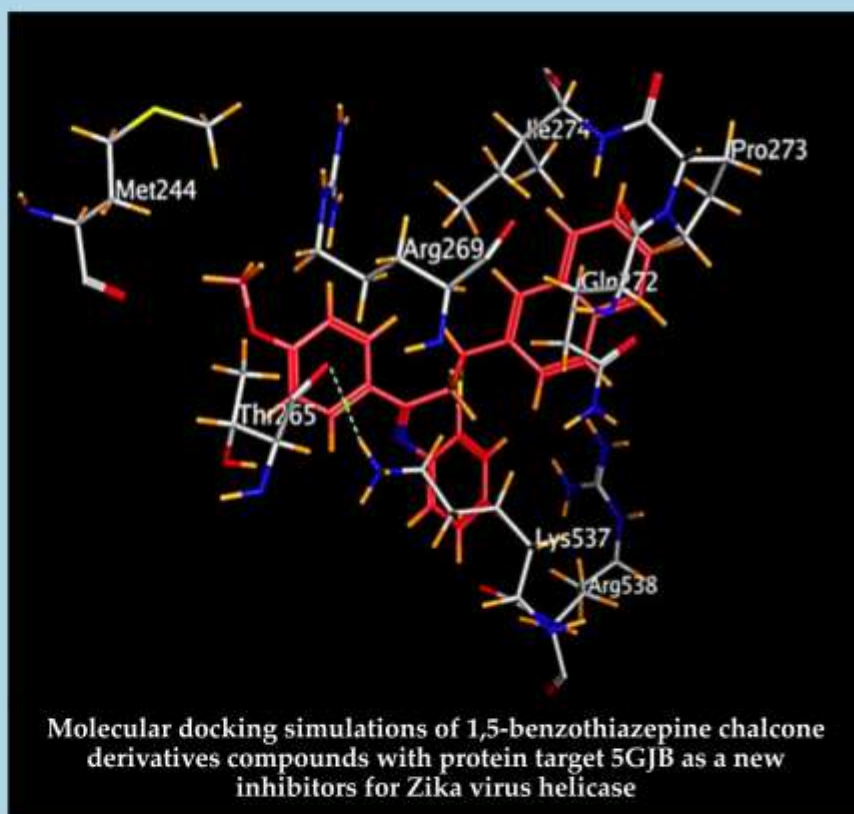 Ile274
Pro273
Met244
Arg269
Gln272
Thr265
Lys537
Arg538
Molecular docking simulations of 1,5-benzothiazepine chalcone
derivatives compounds with protein target 5GJB as a new
inhibitors for Zika virus helicase